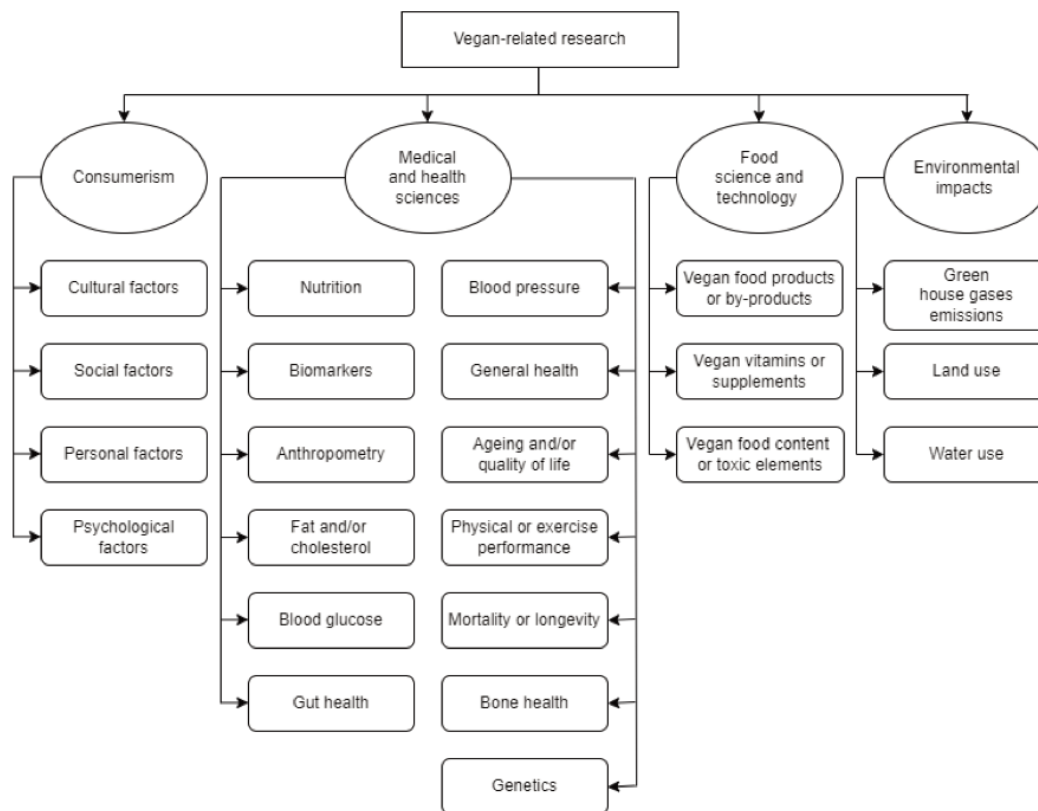 Vegan-related research
Consumerism
Medical
and health
sciences
Food
science and
technology
Environmental
impacts
Cultural factors
Social factors
Personal factors
Psychological
factors
Nutrition
Biomarkers
Anthropometry
Fat and/or
cholesterol
Blood glucose
Gut health
Blood pressure
General health
Ageing and/or
quality of life
Physical or exercise
performance
Mortality or longevity
Bone health
Genetics
Vegan food products
or by-products
Vegan vitamins or
supplements
Vegan food content
or toxic elements
Green
house gases
emissions
Land use
Water use